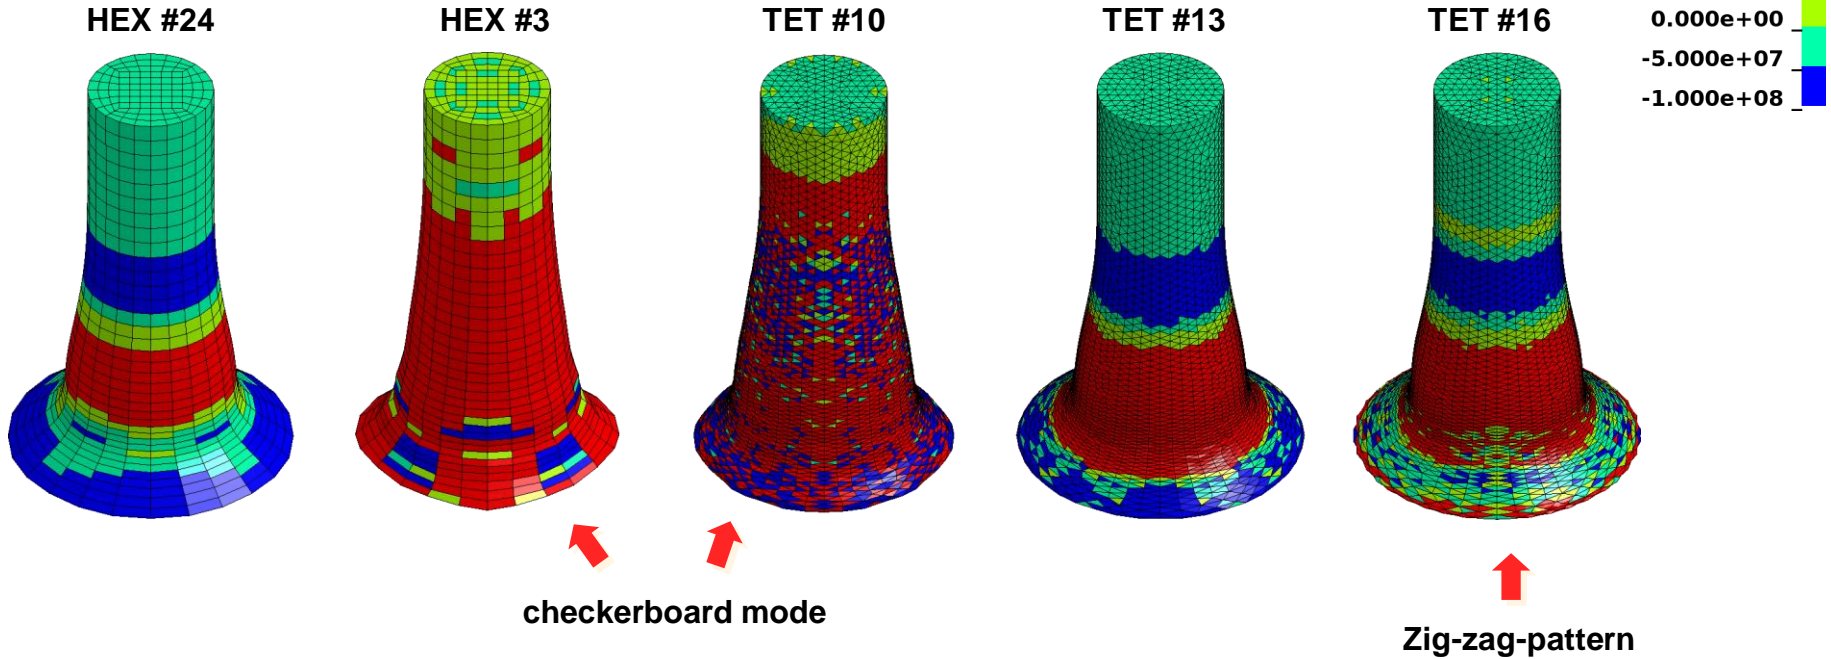 HEX #24 HEX #3 TET #10 TET #13 TET #16
0.000e+00
-5.000e+07
-1.000e+08
checkerboard mode
Zig-zag-pattern